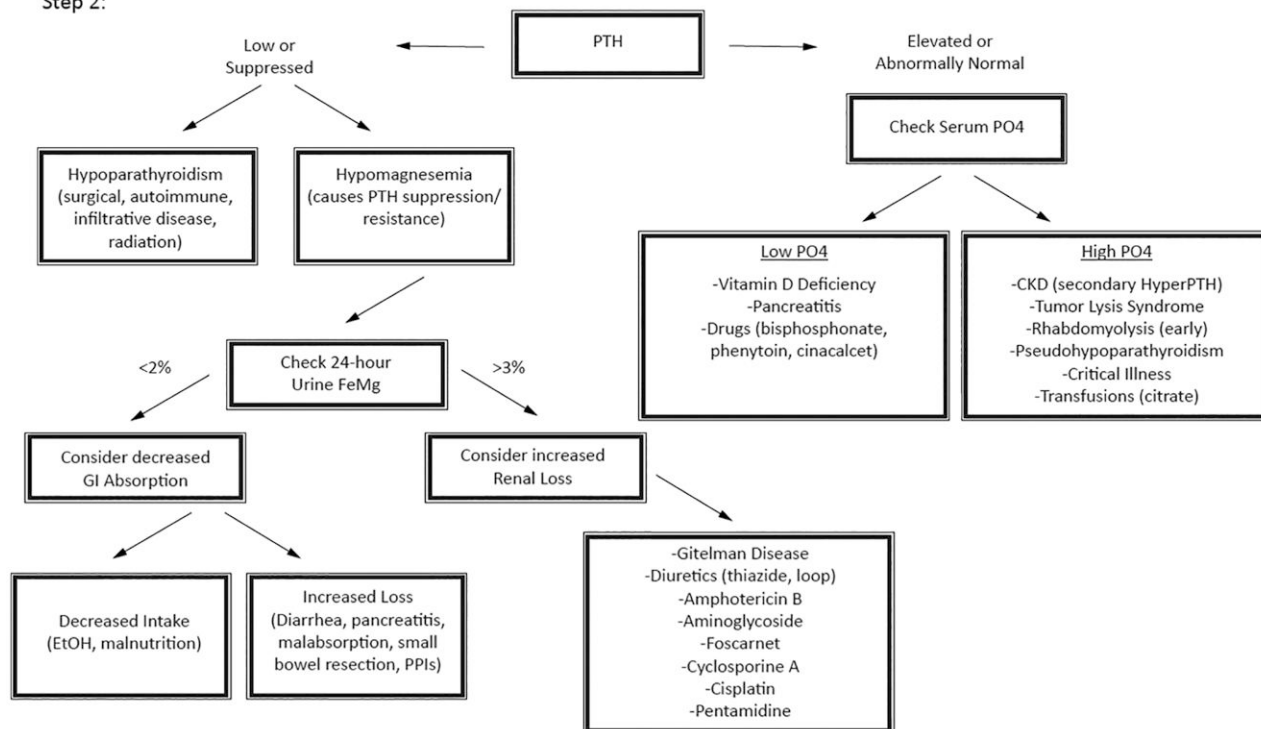 Step 2:
PTH
Low or
Suppressed
Elevated or
Abnormally Normal
Check Serum PO4
Hypoparathyroidism
(surgical, autoimmune,
infiltrative disease,
radiation)
Hypomagnesemia
(causes PTH suppression/
resistance)
Low PO4
-Vitamin D Deficiency
-Pancreatitis
-Drugs (bisphosphonate,
phenytoin, cinacalcet)
High PO4
-CKD (secondary HyperPTH)
-Tumor Lysis Syndrome
-Rhabdomyolysis (early)
-Pseudohypoparathyroidism
-Critical Illness
-Transfusions (citrate)
<2%
Check 24-hour
Urine FeMg
>3%
Consider decreased
GI Absorption
Consider increased
Renal Loss
Decreased Intake
(EtOH, malnutrition)
Increased Loss
(Diarrhea, pancreatitis,
malabsorption, small
bowel resection, PPIs)
-Gitelman Disease
-Diuretics (thiazide, loop)
-Amphotericin B
-Aminoglycoside
-Foscarnet
-Cyclosporine A
-Cisplatin
-Pentamidine